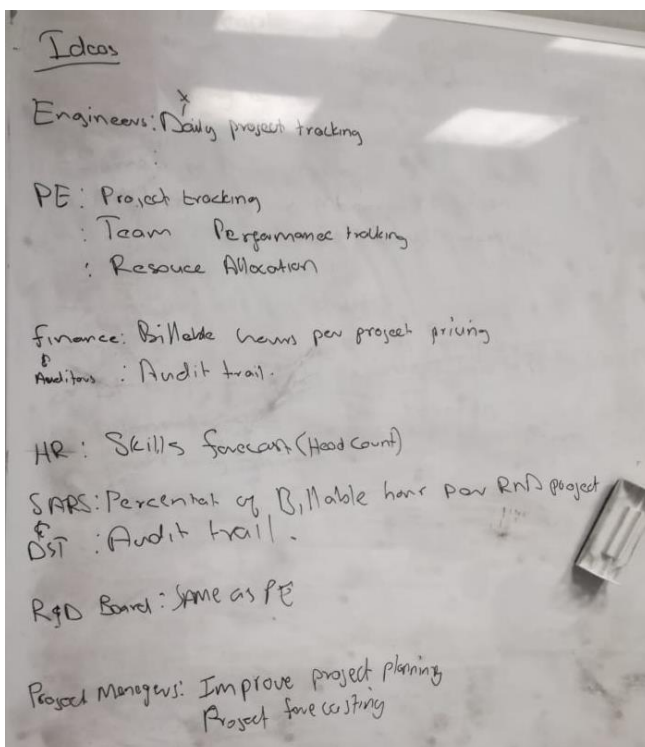 Ideas
Engineers: Daily project tracking
:
PE: Project tracking
: Team Performance tracking
: Resouce Allocation
finance: Billable hours per project pricing
&
Auditors : Audit trail.
HR: Skills forecast (Head Count)
SARS: Percentat of Billable hour per RnD project
&
DST : Audit trail.
R&D Board: Same as PE
Project Managers: Improve project planning
Project forecasting